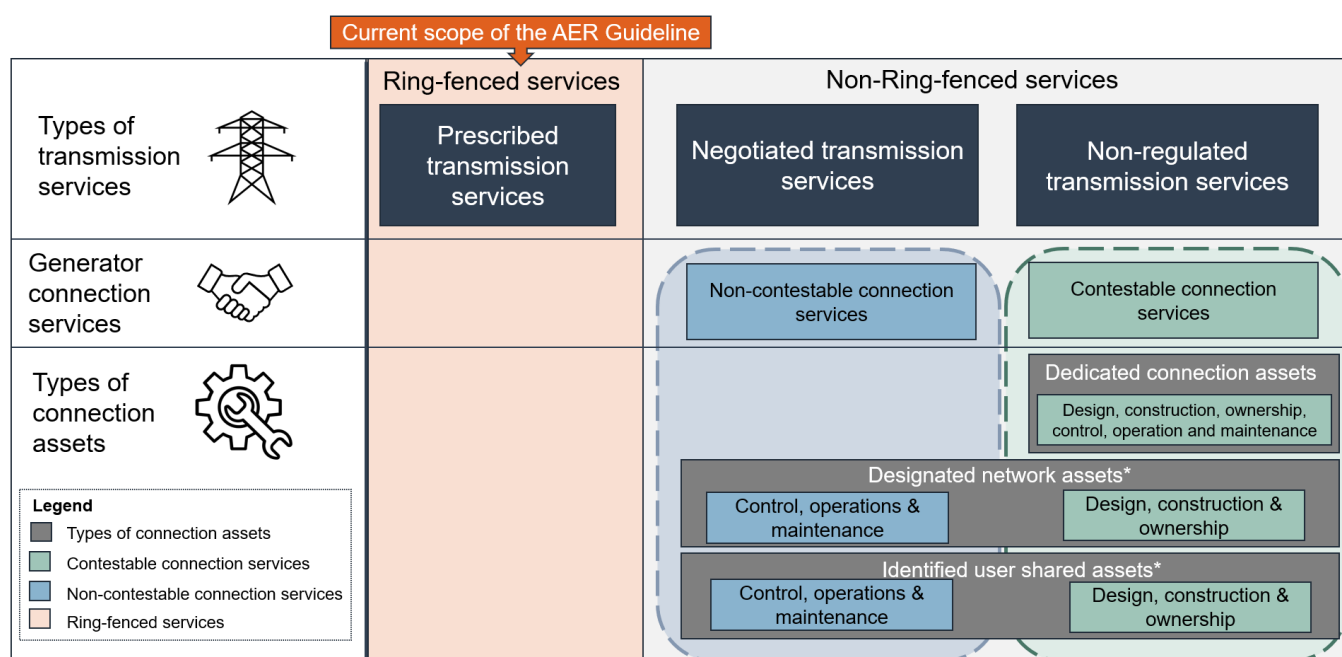 Current scope of the AER Guideline
Ring-fenced services
Non-Ring-fenced services
Types of
transmission
services
Prescribed
transmission
services
Negotiated transmission
services
Non-regulated
transmission services
Generator
connection
services
Non-contestable connection
services
Contestable connection
services
Types of
connection
assets
Dedicated connection assets
Design, construction, ownership,
control, operation and maintenance
Designated network assets*
Control, operations &
maintenance
Design, construction &
ownership
Identified user shared assets*
Control, operations &
maintenance
Design, construction &
ownership
Legend
Types of connection assets
Contestable connection services
Non-contestable connection services
Ring-fenced services